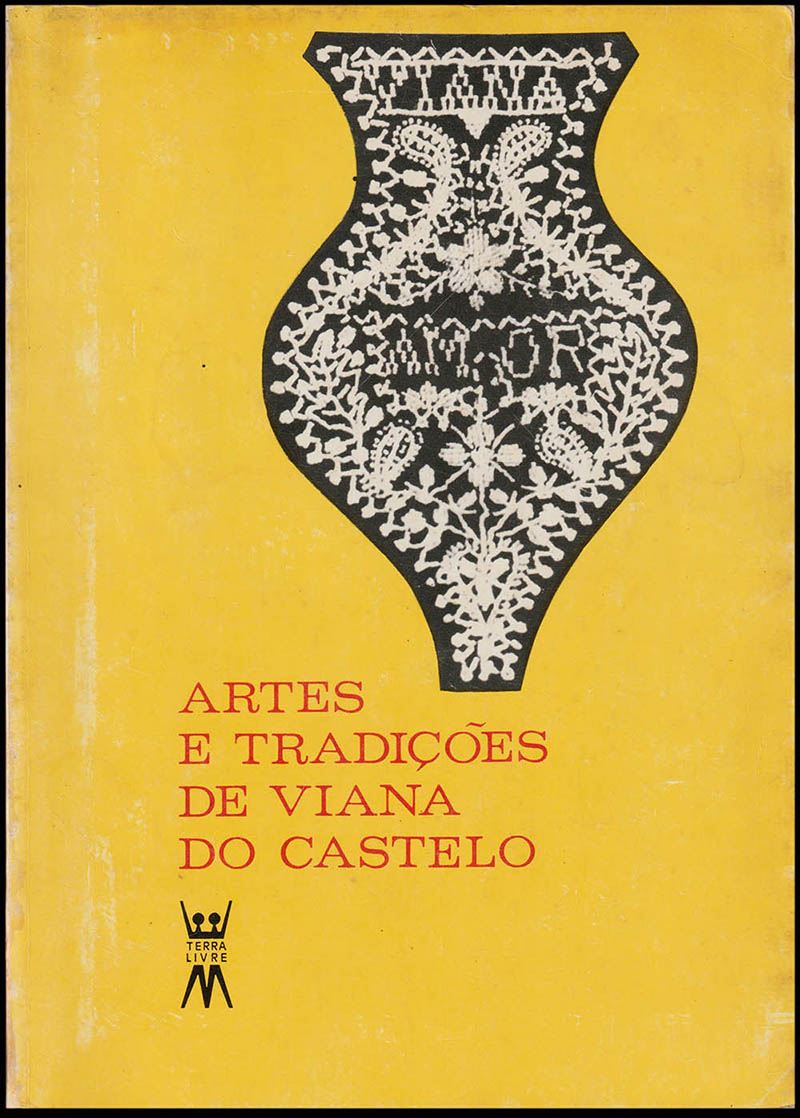 VIANA
AMOR
ARTES
E TRADIÇÕES
DE VIANA
DO CASTELO
TERRA
LIVRE